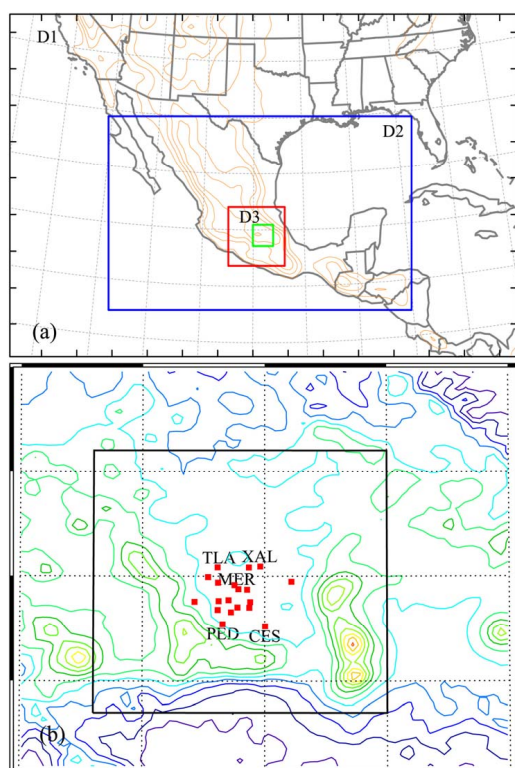 D1
D2
D3
(a)
TLA XAL
MER
PED CES
(b)